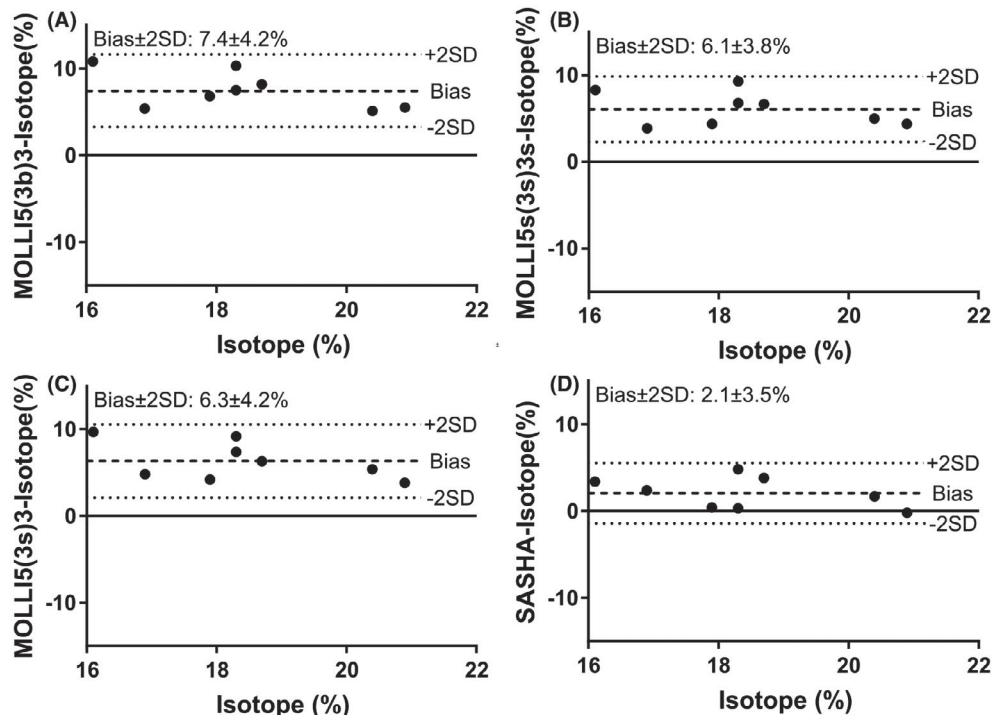 (A)
Bias±2SD: 7.4±4.2%
+2SD
Bias
-2SD
10
0
-10
MOLLI5(3b)3-Isotope(%)
16 18 20 22
Isotope (%)
(B)
Bias±2SD: 6.1±3.8%
+2SD
Bias
-2SD
10
0
-10
MOLLI5s(3s)3s-Isotope(%)
16 18 20 22
Isotope (%)
(C)
Bias±2SD: 6.3±4.2%
+2SD
Bias
-2SD
10
0
-10
MOLLI5(3s)3-Isotope(%)
16 18 20 22
Isotope (%)
(D)
Bias±2SD: 2.1±3.5%
+2SD
Bias
-2SD
10
0
-10
SASHA-Isotope(%)
16 18 20 22
Isotope (%)